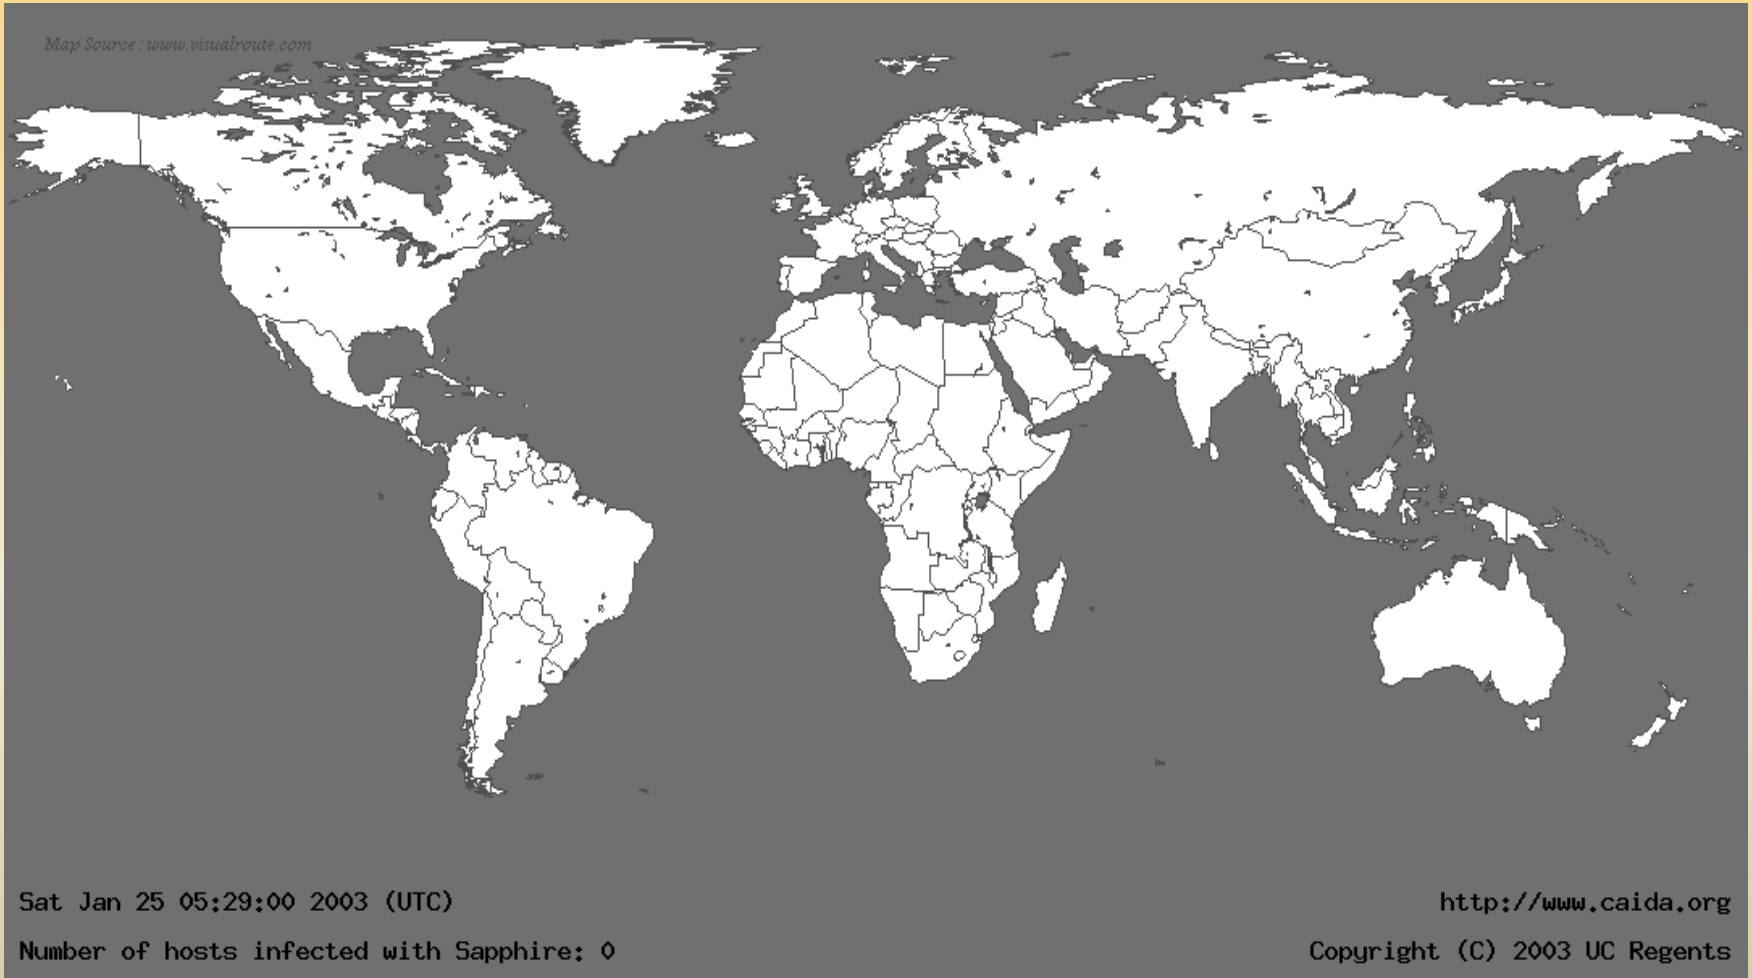 Map Source : www.visualroute.com
Sat Jan 25 05:29:00 2003 (UTC)
http://www.caida.org
Number of hosts infected with Sapphire: 0
Copyright (C) 2003 UC Regents